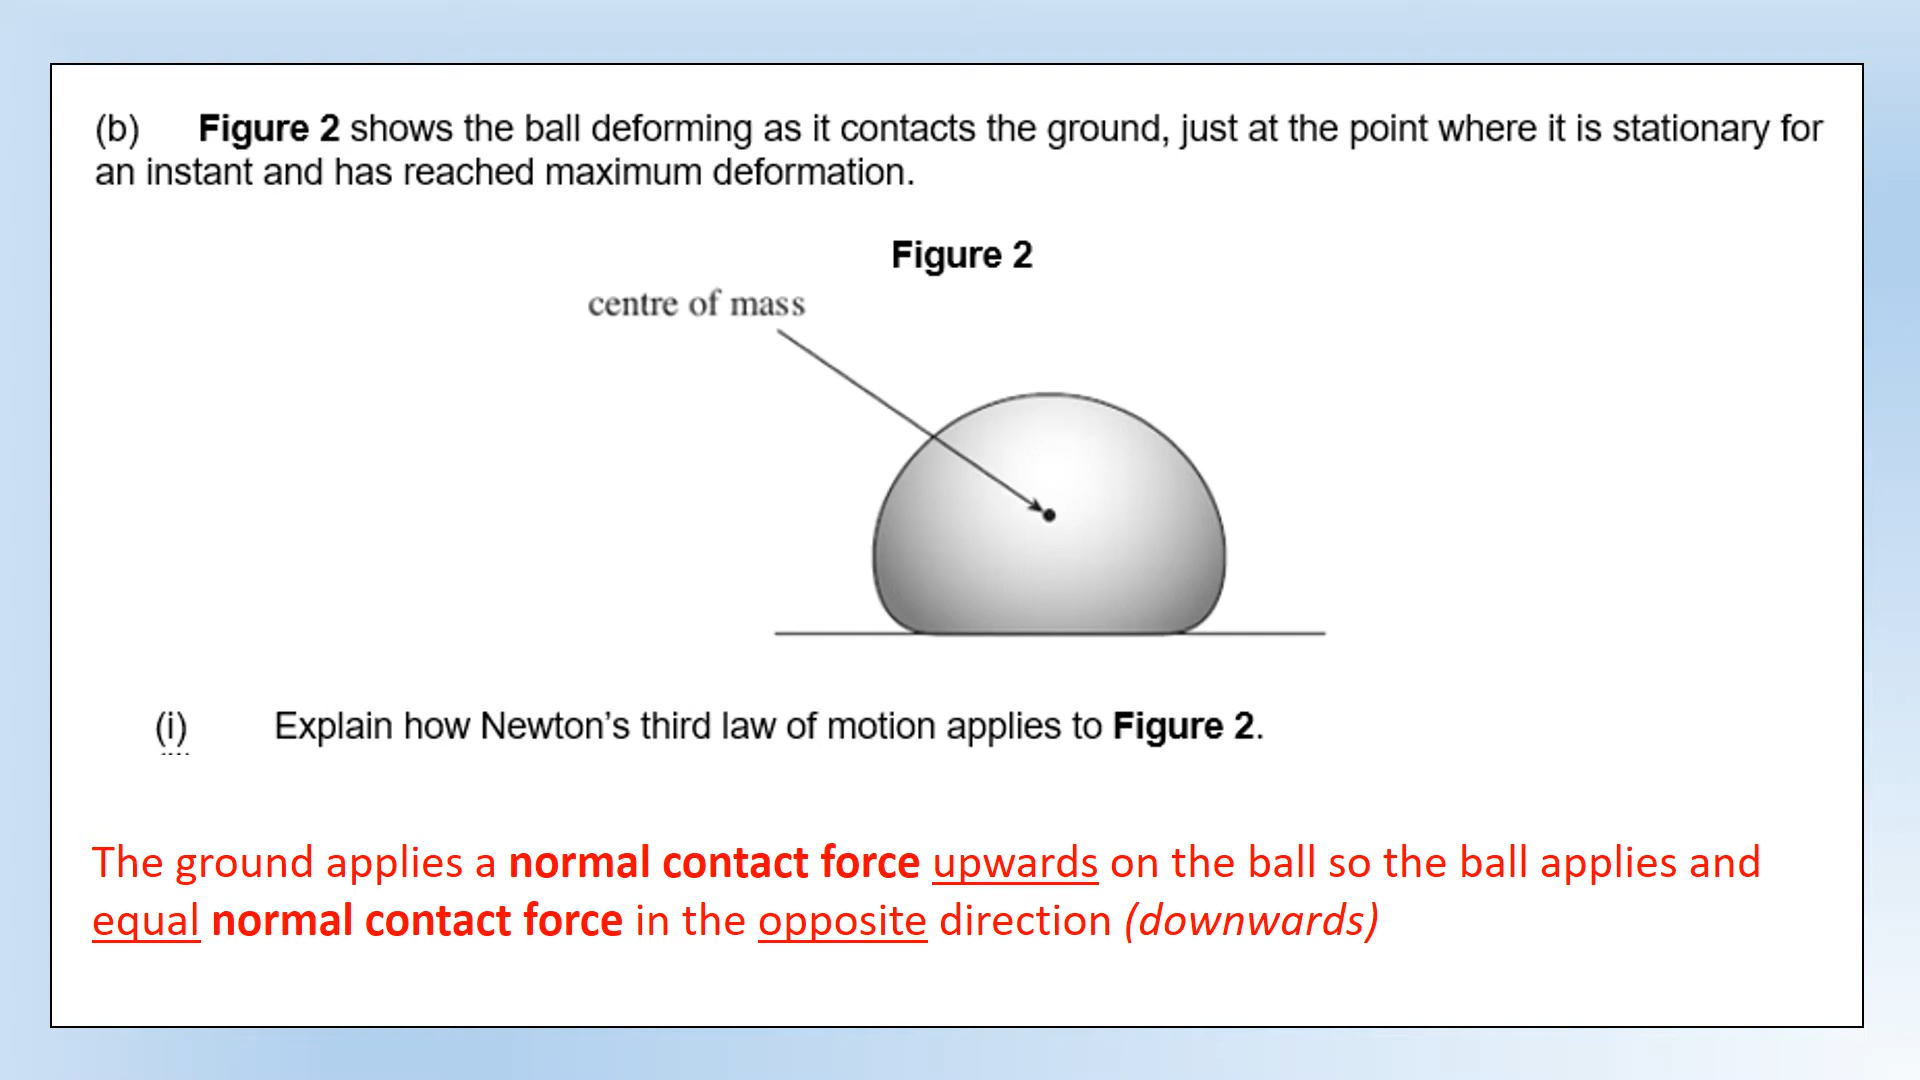 (b) Figure 2 shows the ball deforming as it contacts the ground, just at the point where it is stationary for
an instant and has reached maximum deformation.
Figure 2
centre of mass
(i) Explain how Newton’s third law of motion applies to Figure 2.
The ground applies a normal contact force upwards on the ball so the ball applies and
equal normal contact force in the opposite direction (downwards)